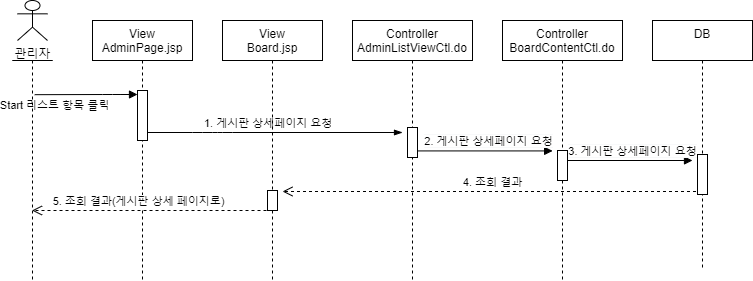 관리자
View
AdminPage.jsp
View
Board.jsp
Controller
AdminListViewCtl.do
Controller
BoardContentCtl.do
DB
Start 리스트 항목 클릭
1. 게시판 상세페이지 요청
2. 게시판 상세페이지 요청
3. 게시판 상세페이지 요청
4. 조회 결과
5. 조회 결과(게시판 상세 페이지로)